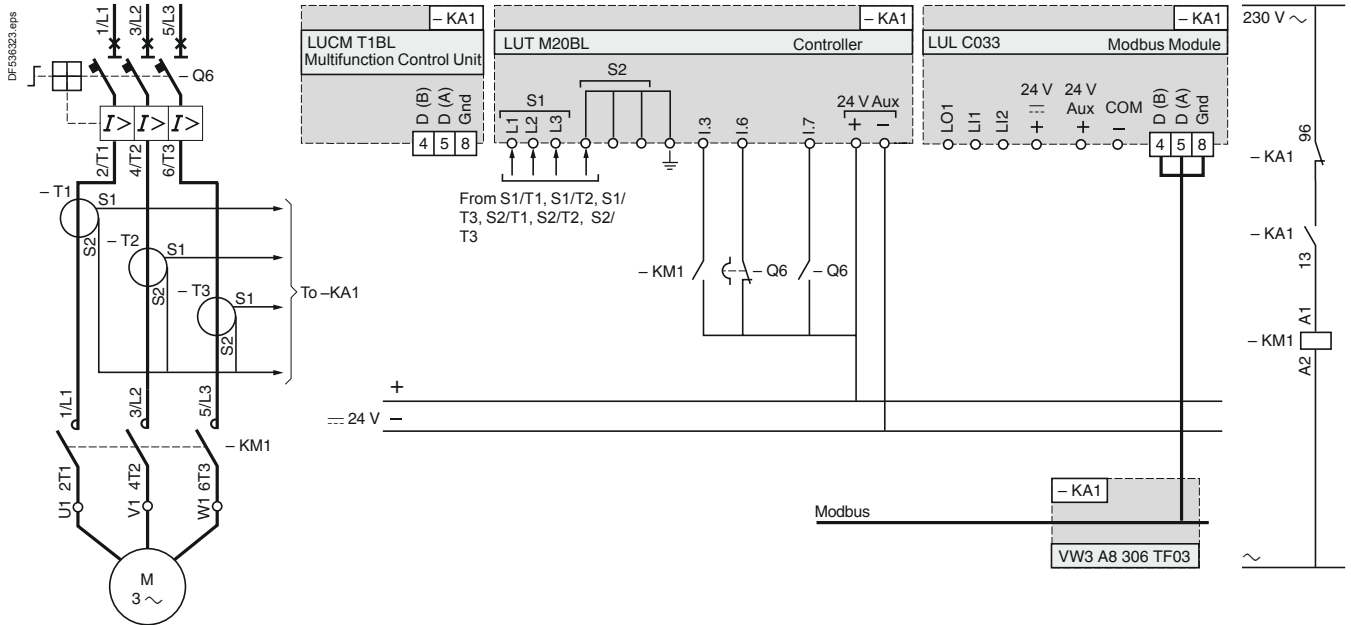 DF536323.eps
1/L1
3/L2
5/L3
– Q6
I>
I>
I>
2/T1
4/T2
6/T3
– T1
S1
S2
– T2
S1
S2
– T3
S1
S2
To –KA1
1/L1
3/L2
5/L3
– KM1
2T1
4T2
6T3
U1
V1
W1
M
3 ~
– KA1
LUCM T1BL
Multifunction Control Unit
D (B)
D (A)
Gnd
4 5 8
– KA1
LUT M20BL Controller
S2
S1
L1
L2
L3
I.3
I.6
I.7
24 V Aux
+ –
From S1/T1, S1/T2, S1/
T3, S2/T1, S2/T2, S2/
T3
– KM1
– Q6
– Q6
+
24 V –
– KA1
LUL C033 Modbus Module
LO1
LI1
LI2
24 V
+
24 V
Aux
+
COM
–
D (B)
D (A)
Gnd
4 5 8
– KA1
Modbus
VW3 A8 306 TF03
230 V ~
96
– KA1
– KA1
13
A1
– KM1
A2
~